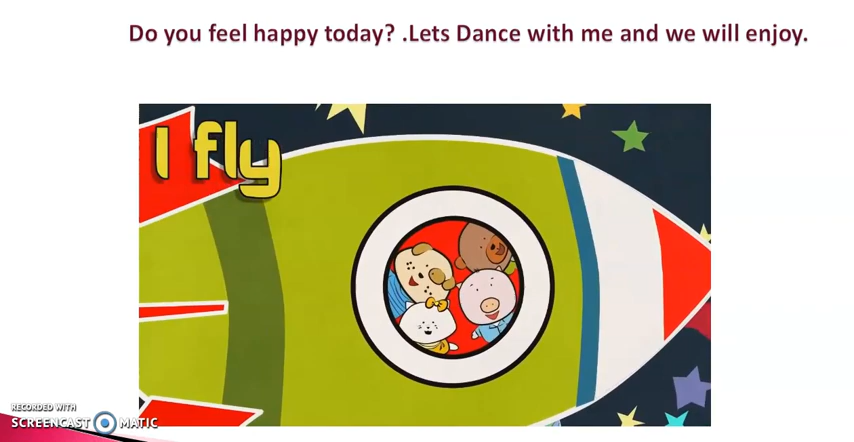 Do you feel happy today? .Lets Dance with me and we will enjoy.
I fly
RECORDED WITH
SCREENCAST MATIC